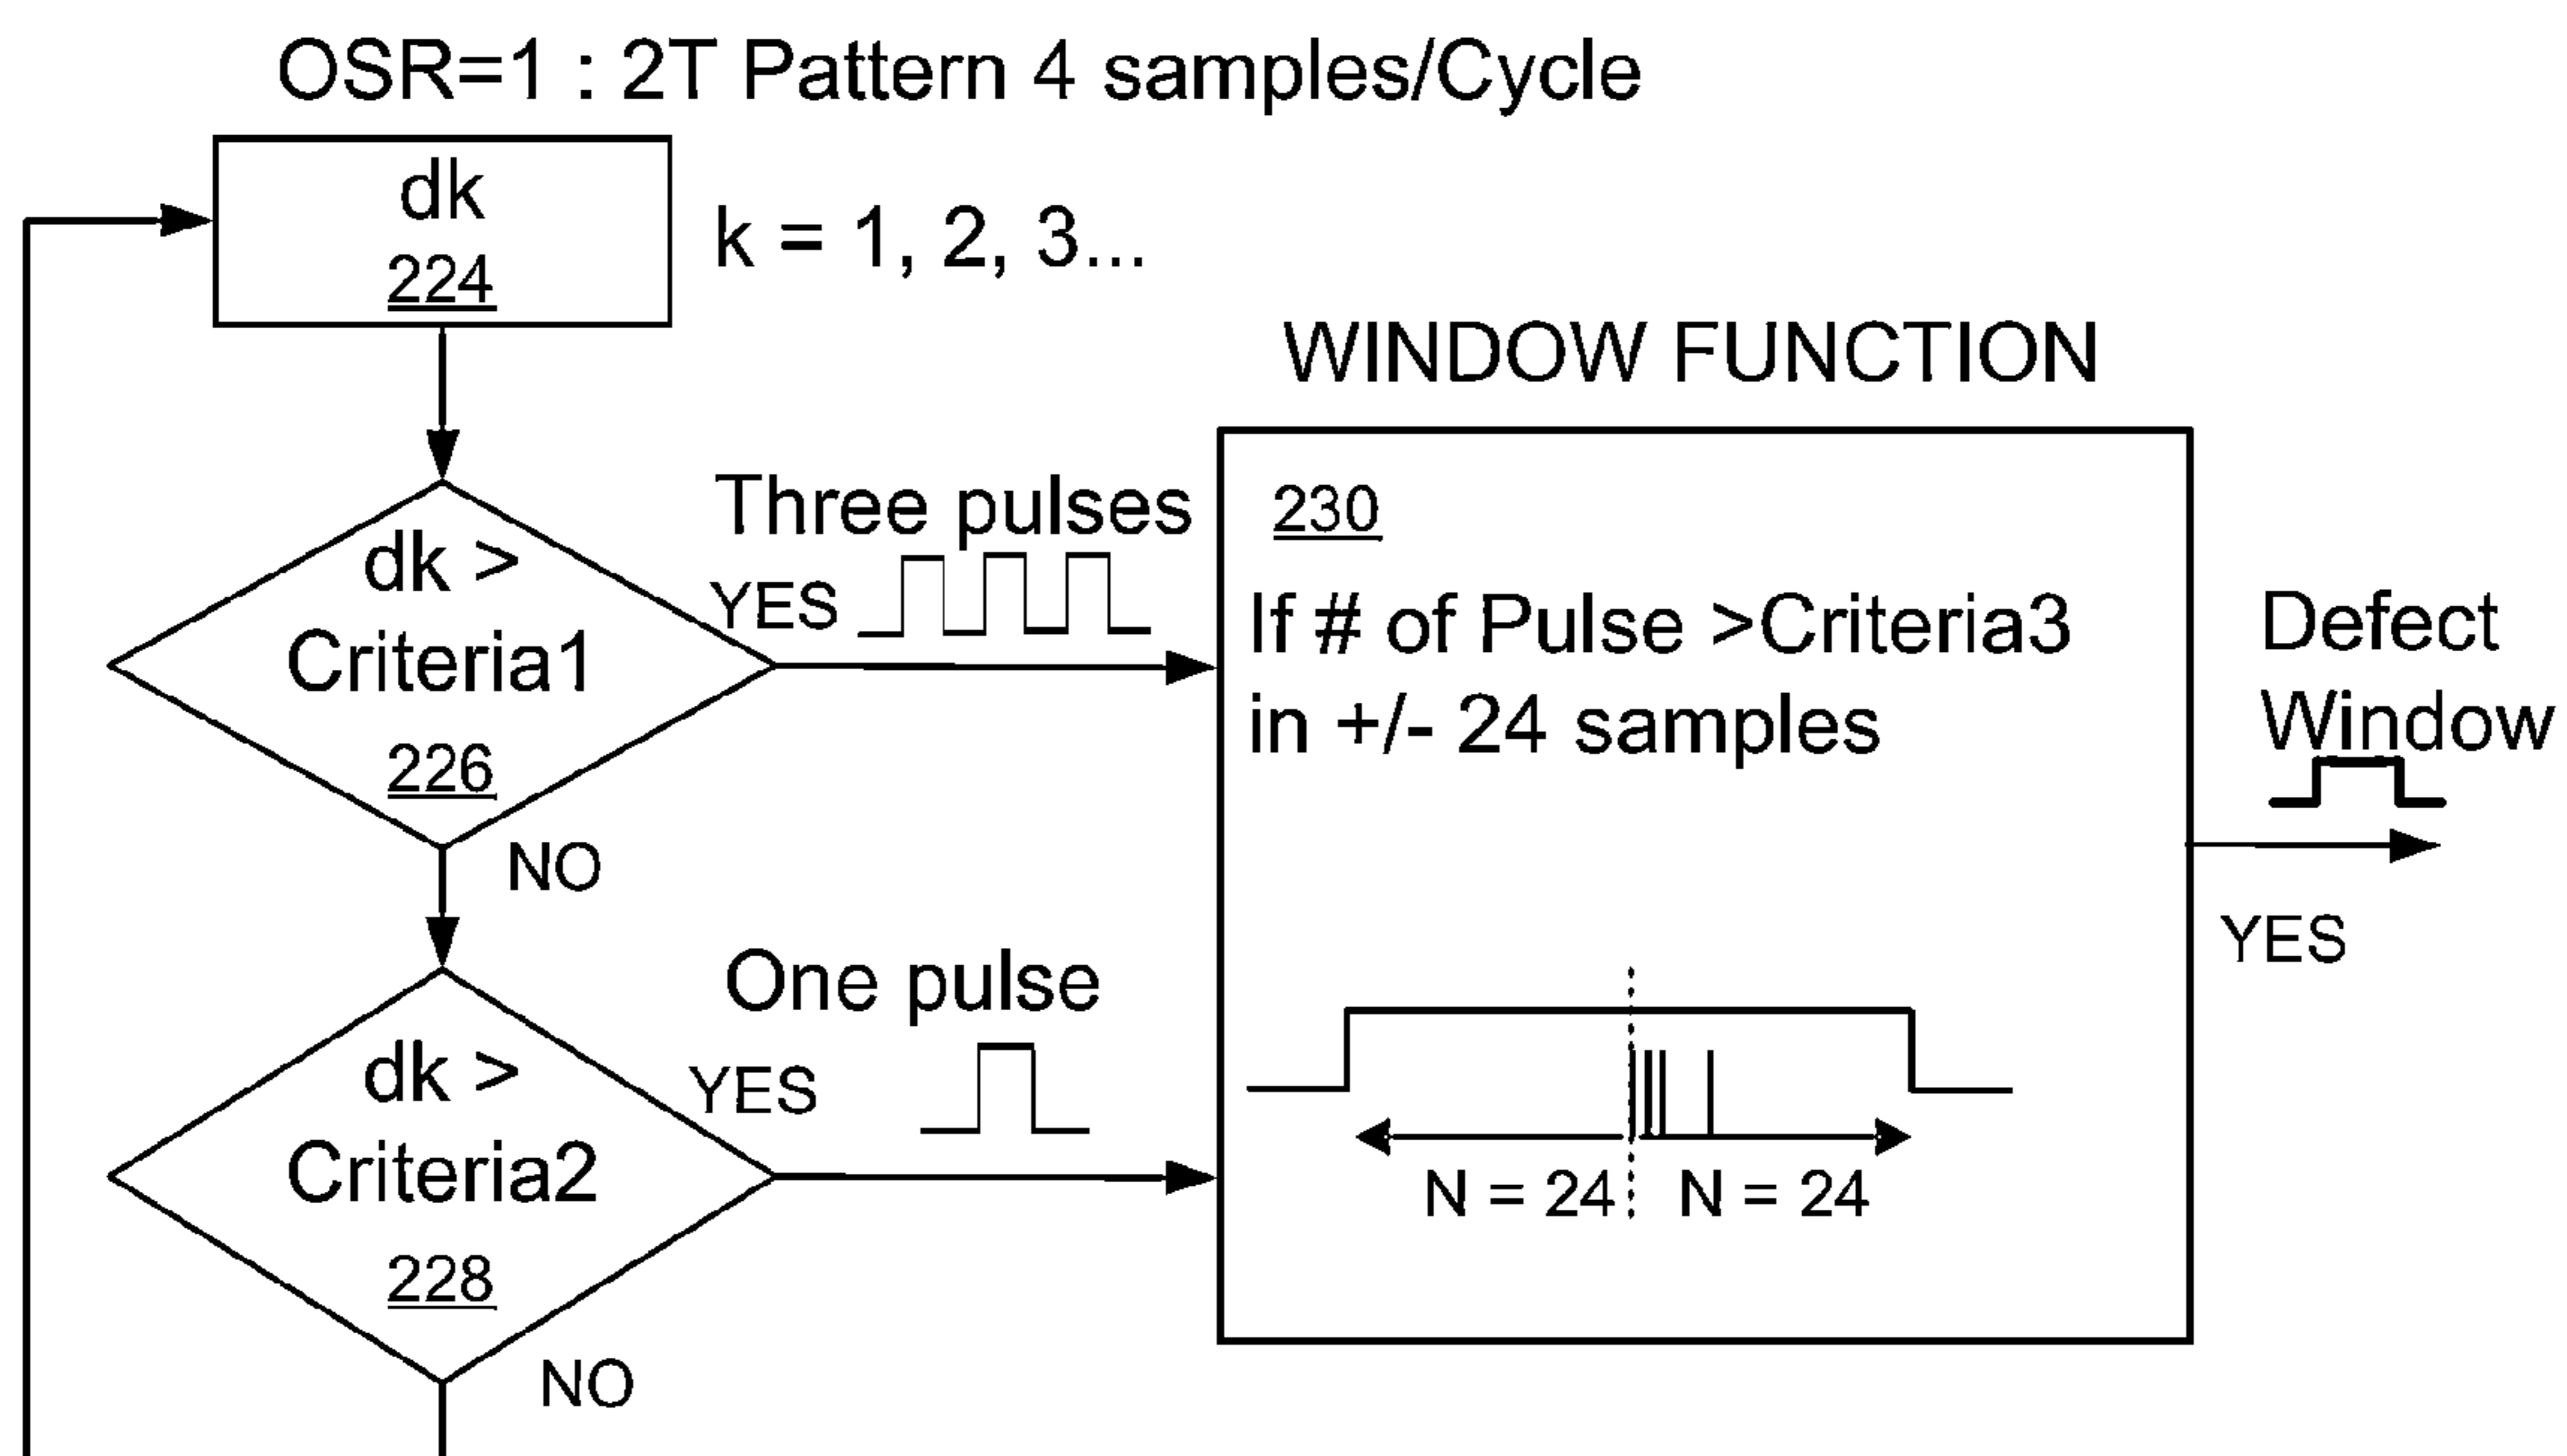 OSR=1 : 2T Pattern 4 samples/Cycle
dk
224
k = 1, 2, 3...
WINDOW FUNCTION
dk >
Criteria1
226
Three pulses
YES
NO
230
If # of Pulse >Criteria3
in +/- 24 samples
Defect
Window
YES
dk >
Criteria2
228
One pulse
YES
NO
N = 24
N = 24